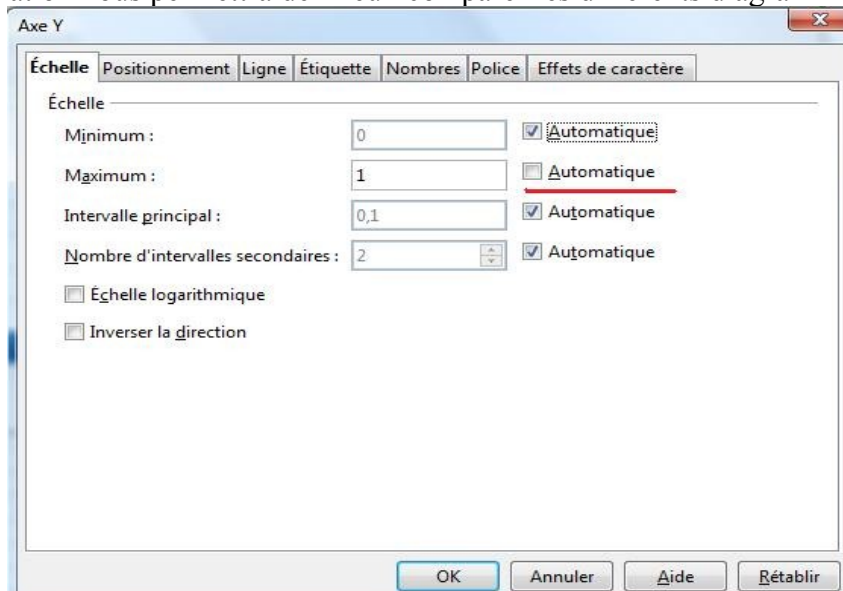 Axe Y
Échelle Positionnement Ligne Étiquette Nombres Police Effets de caractère
Échelle
Minimum : 0 Automatique
Maximum : 1 Automatique
Intervalle principal : 0,1 Automatique
Nombre d'intervalles secondaires : 2 Automatique
Échelle logarithmique
Inverser la direction
OK Annuler Aide Rétablir